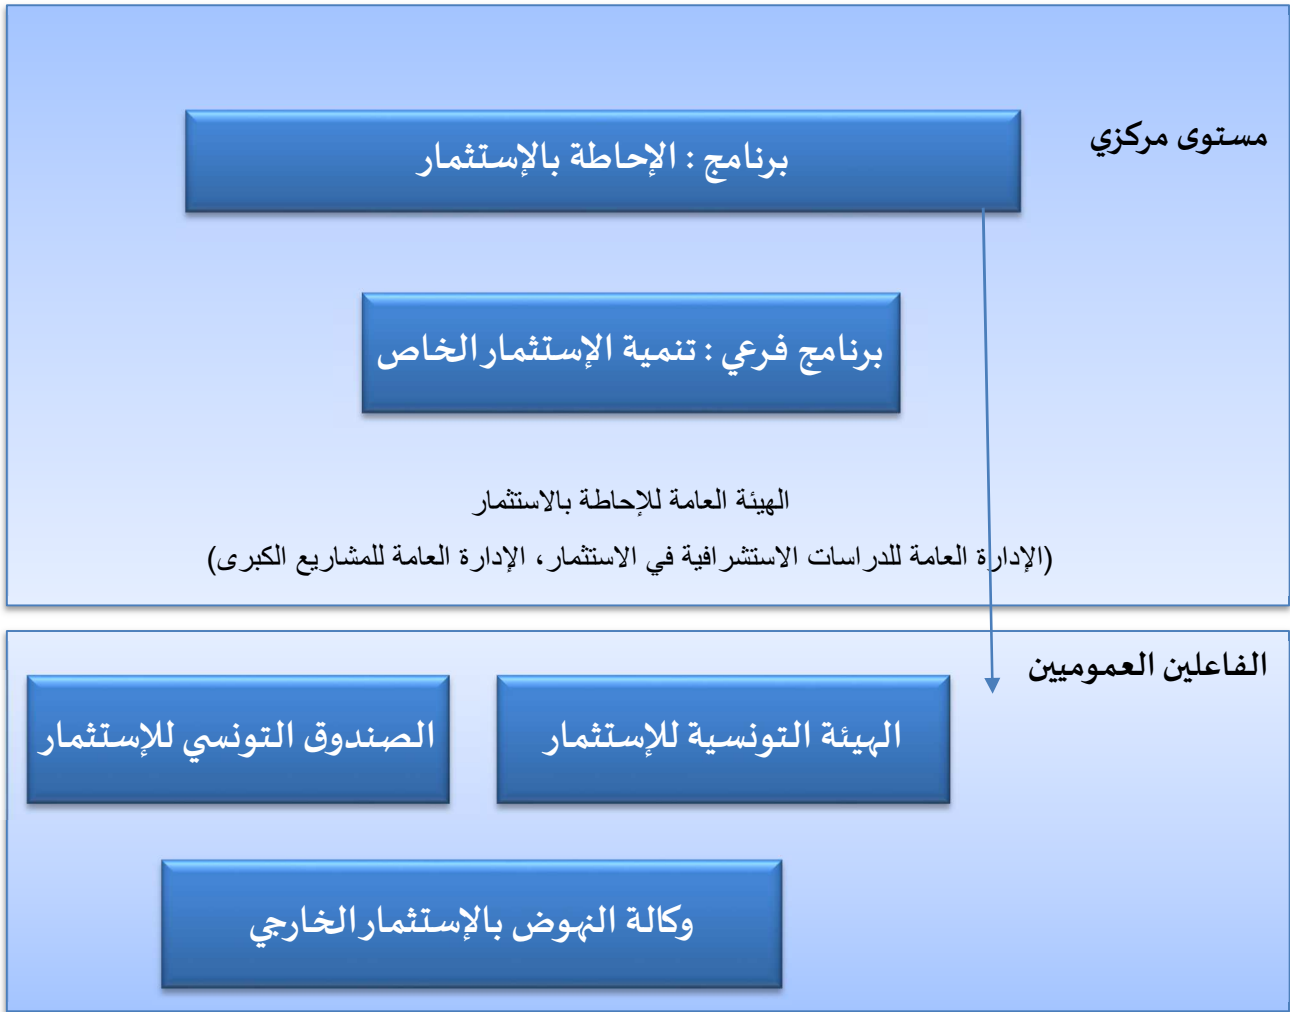 مستوى مركزي
برنامج : الإحاطة بالإستثمار
برنامج فرعي : تنمية الإستثمار الخاص
الهيئة العامة للإحاطة بالاستثمار
(الإدارة العامة للدراسات الاستشرافية في الاستثمار، الإدارة العامة للمشاريع الكبرى)
الفاعلين العموميين
الهيئة التونسية للإستثمار
الصندوق التونسي للإستثمار
وكالة النهوض بالإستثمار الخارجي